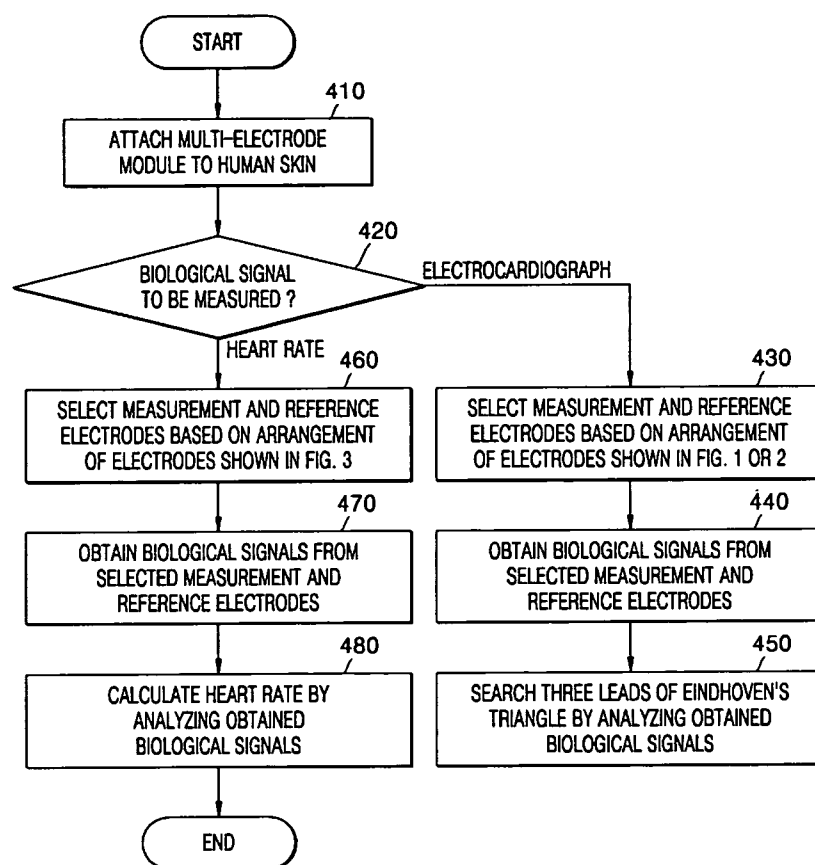 START
410
ATTACH MULTI-ELECTRODE
MODULE TO HUMAN SKIN
420
BIOLOGICAL SIGNAL
TO BE MEASURED ?
ELECTROCARDIOGRAPH
HEART RATE
460
SELECT MEASUREMENT AND REFERENCE
ELECTRODES BASED ON ARRANGEMENT
OF ELECTRODES SHOWN IN FIG. 3
430
SELECT MEASUREMENT AND REFERENCE
ELECTRODES BASED ON ARRANGEMENT
OF ELECTRODES SHOWN IN FIG. 1 OR 2
470
OBTAIN BIOLOGICAL SIGNALS FROM
SELECTED MEASUREMENT AND
REFERENCE ELECTRODES
440
OBTAIN BIOLOGICAL SIGNALS FROM
SELECTED MEASUREMENT AND
REFERENCE ELECTRODES
480
CALCULATE HEART RATE BY
ANALYZING OBTAINED
BIOLOGICAL SIGNALS
450
SEARCH THREE LEADS OF EINDHOVEN'S
TRIANGLE BY ANALYZING OBTAINED
BIOLOGICAL SIGNALS
END